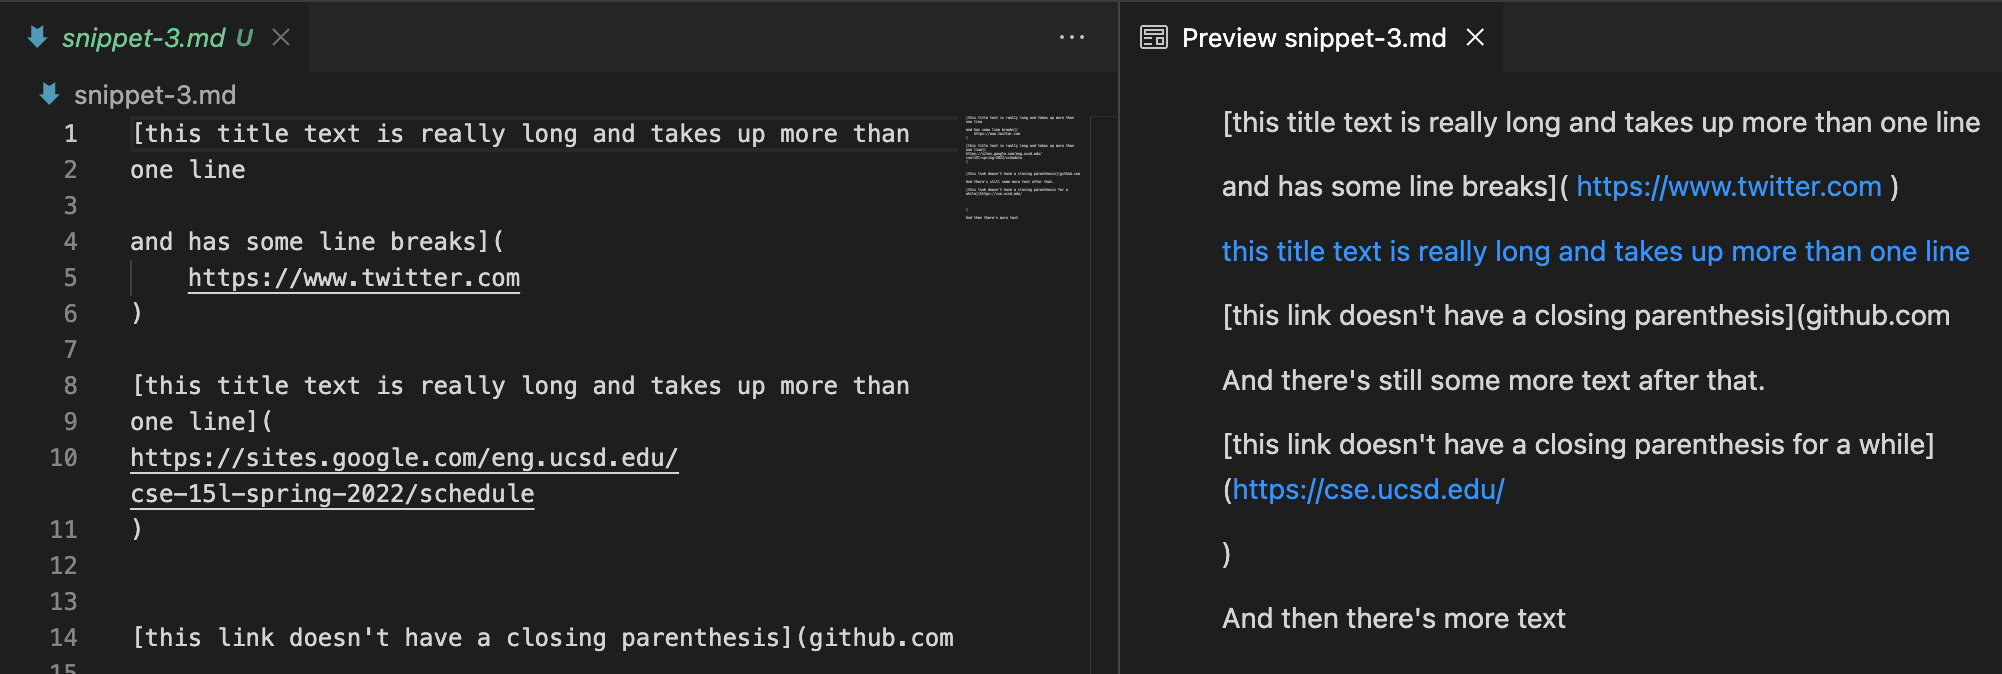 snippet-3.md U
Preview snippet-3.md
snippet-3.md
1 [this title text is really long and takes up more than
2 one line
3
4 and has some line breaks](
5 https://www.twitter.com
6 )
7
8 [this title text is really long and takes up more than
9 one line](
10 https://sites.google.com/eng.ucsd.edu/
cse-15l-spring-2022/schedule
11 )
12
13
14 [this link doesn't have a closing parenthesis](github.com
15
[this title text is really long and takes up more than one line
and has some line breaks]( https://www.twitter.com )
this title text is really long and takes up more than one line
[this link doesn't have a closing parenthesis](github.com
And there's still some more text after that.
[this link doesn't have a closing parenthesis for a while]
(https://cse.ucsd.edu/
)
And then there's more text